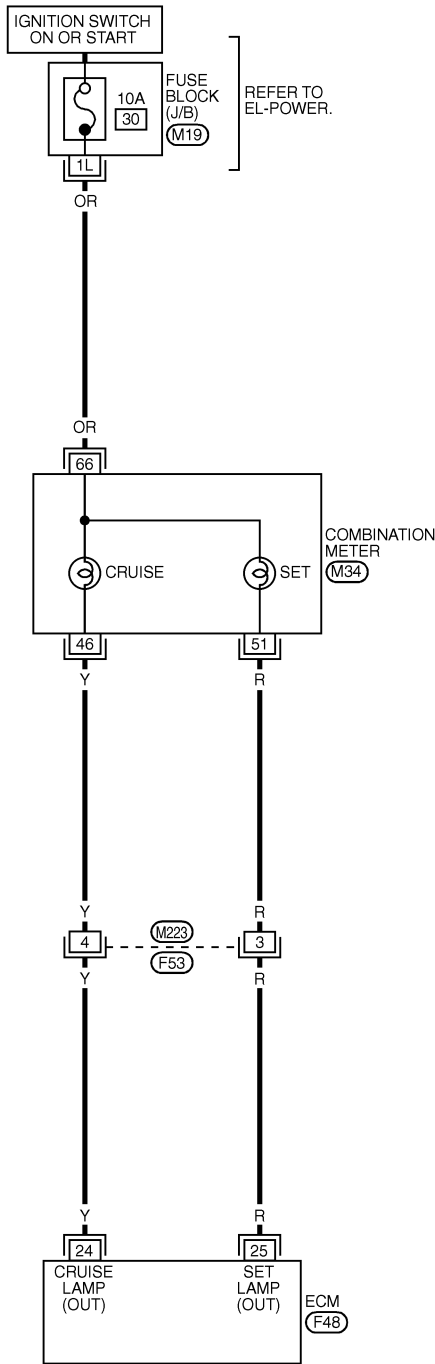 IGNITION SWITCH
ON OR START
FUSE
BLOCK
(J/B)
M19
10A
30
REFER TO
EL-POWER.
1L
OR
OR
66
COMBINATION
METER
M34
CRUISE
SET
46
51
Y
R
Y
R
4
M223
F53
3
Y
R
Y
R
24
25
CRUISE
LAMP
(OUT)
SET
LAMP
(OUT)
ECM
F48